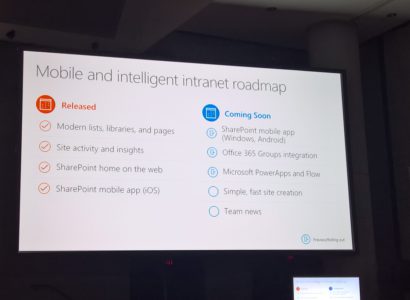 Mobile and intelligent intranet roadmap
Released
Modern lists, libraries, and pages
Site activity and insights
SharePoint home on the web
SharePoint mobile app (iOS)
Coming Soon
SharePoint mobile app
(Windows, Android)
Office 365 Groups integration
Microsoft PowerApps and Flow
Simple, fast site creation
Team news